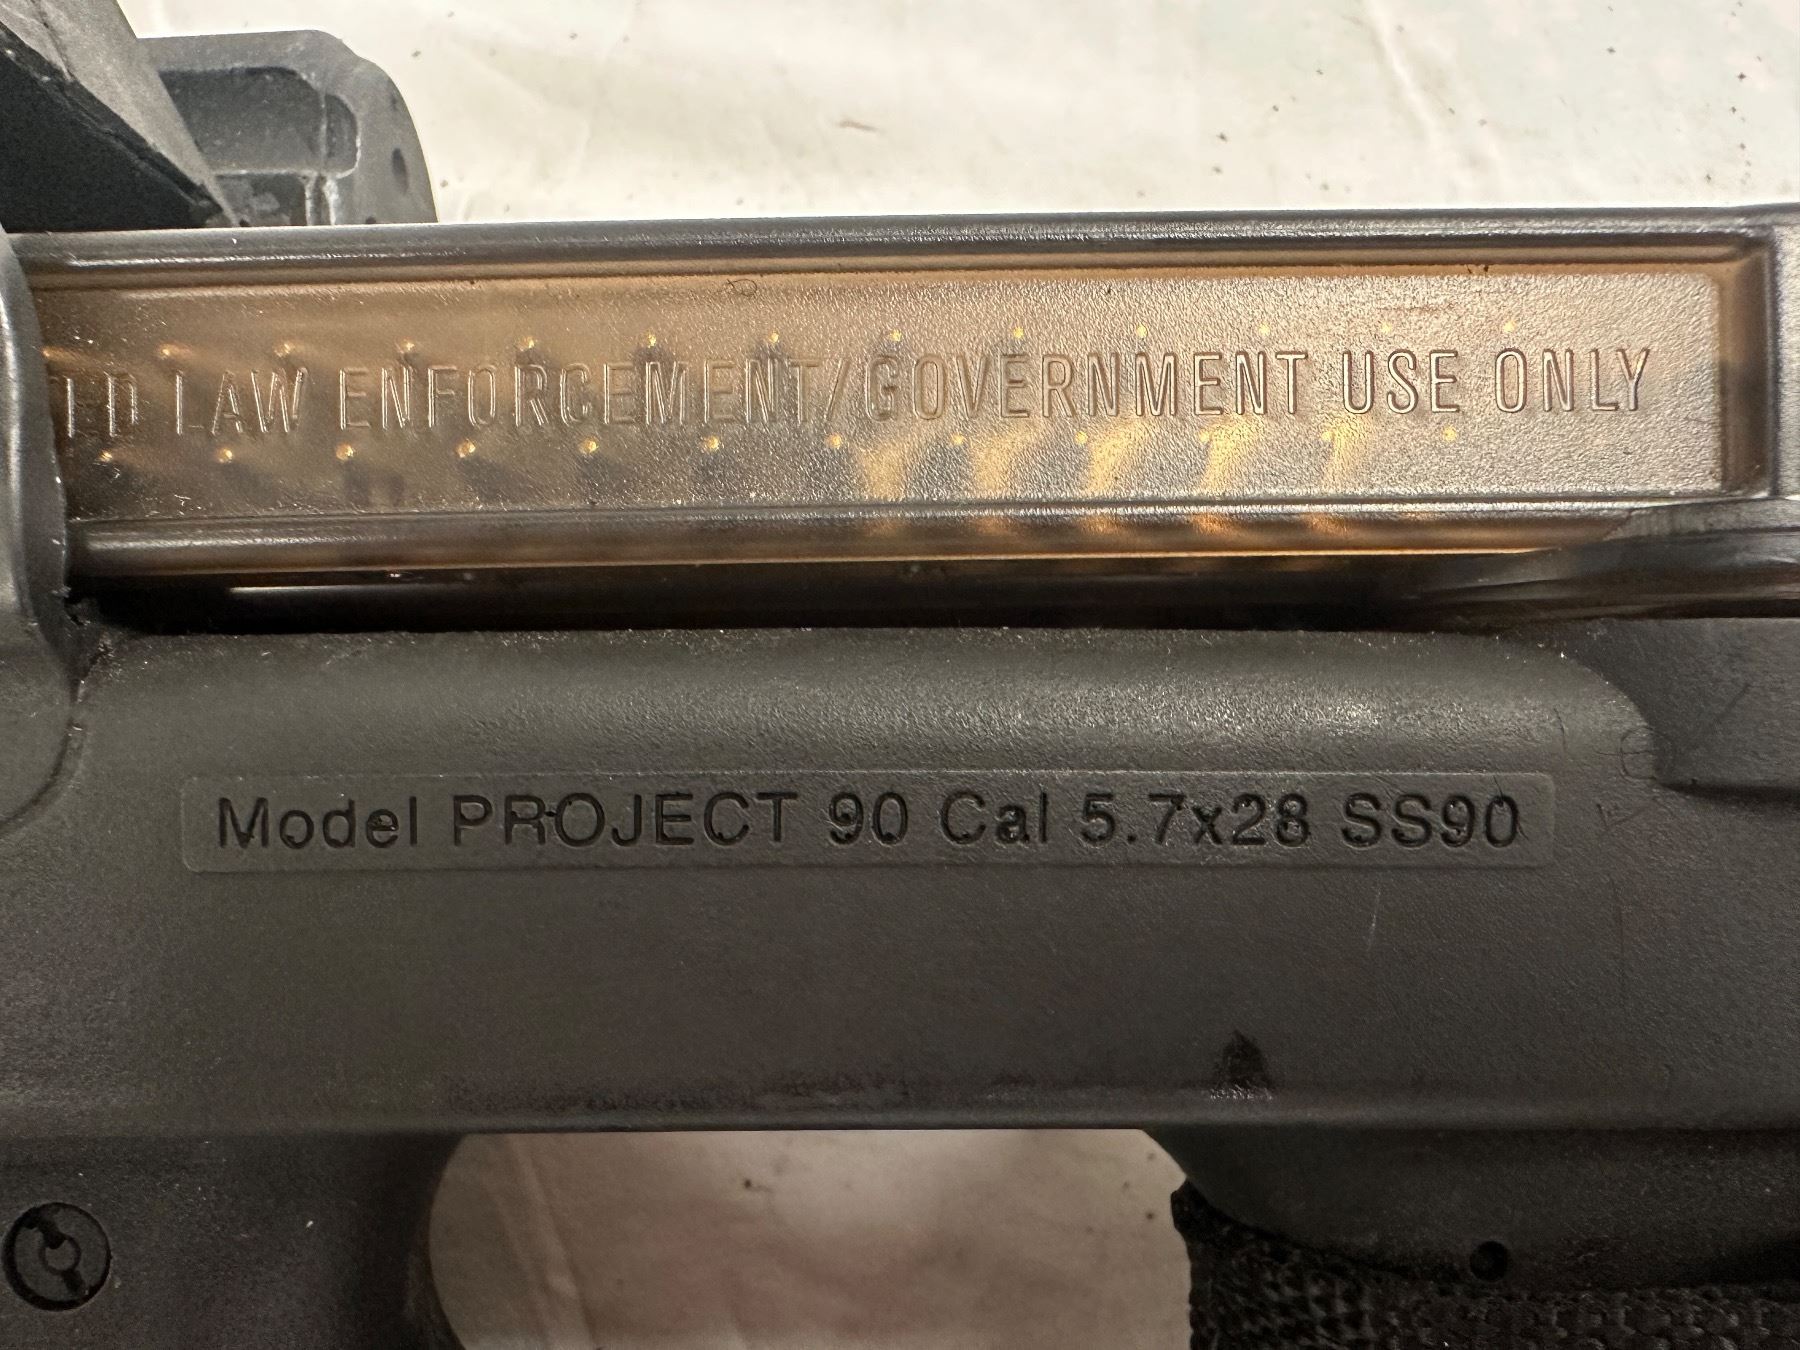 LAW ENFORCEMENT/GOVERNMENT USE ONLY
Model PROJECT 90 Cal 5.7x28 SS90